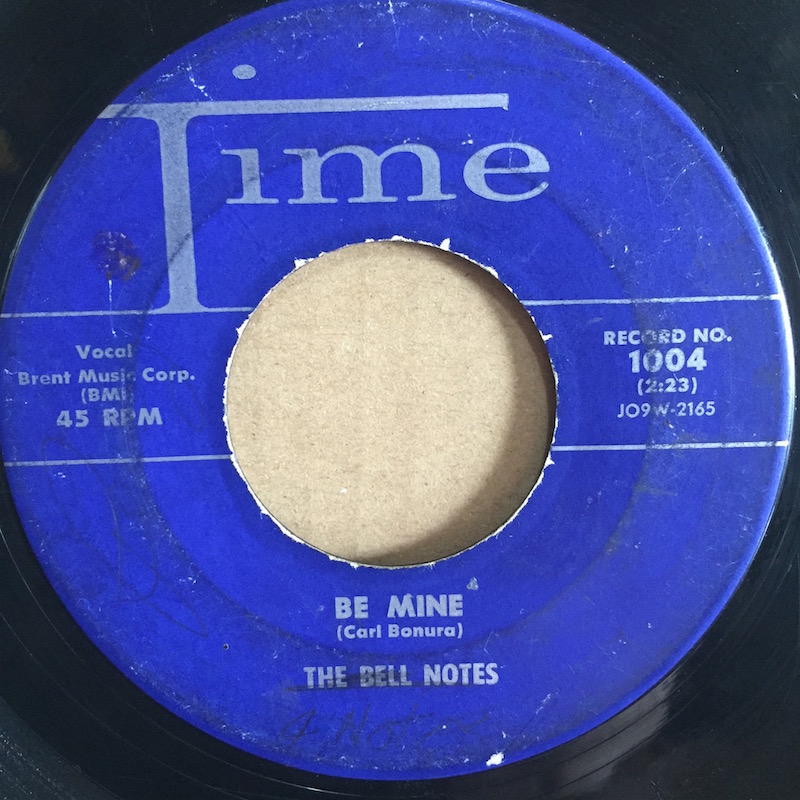 Time
Vocal
Brent Music Corp.
(BMI)
45 RPM
RECORD NO.
1004
(2:23)
JO9W-2165
BE MINE
(Carl Bonura)
THE BELL NOTES